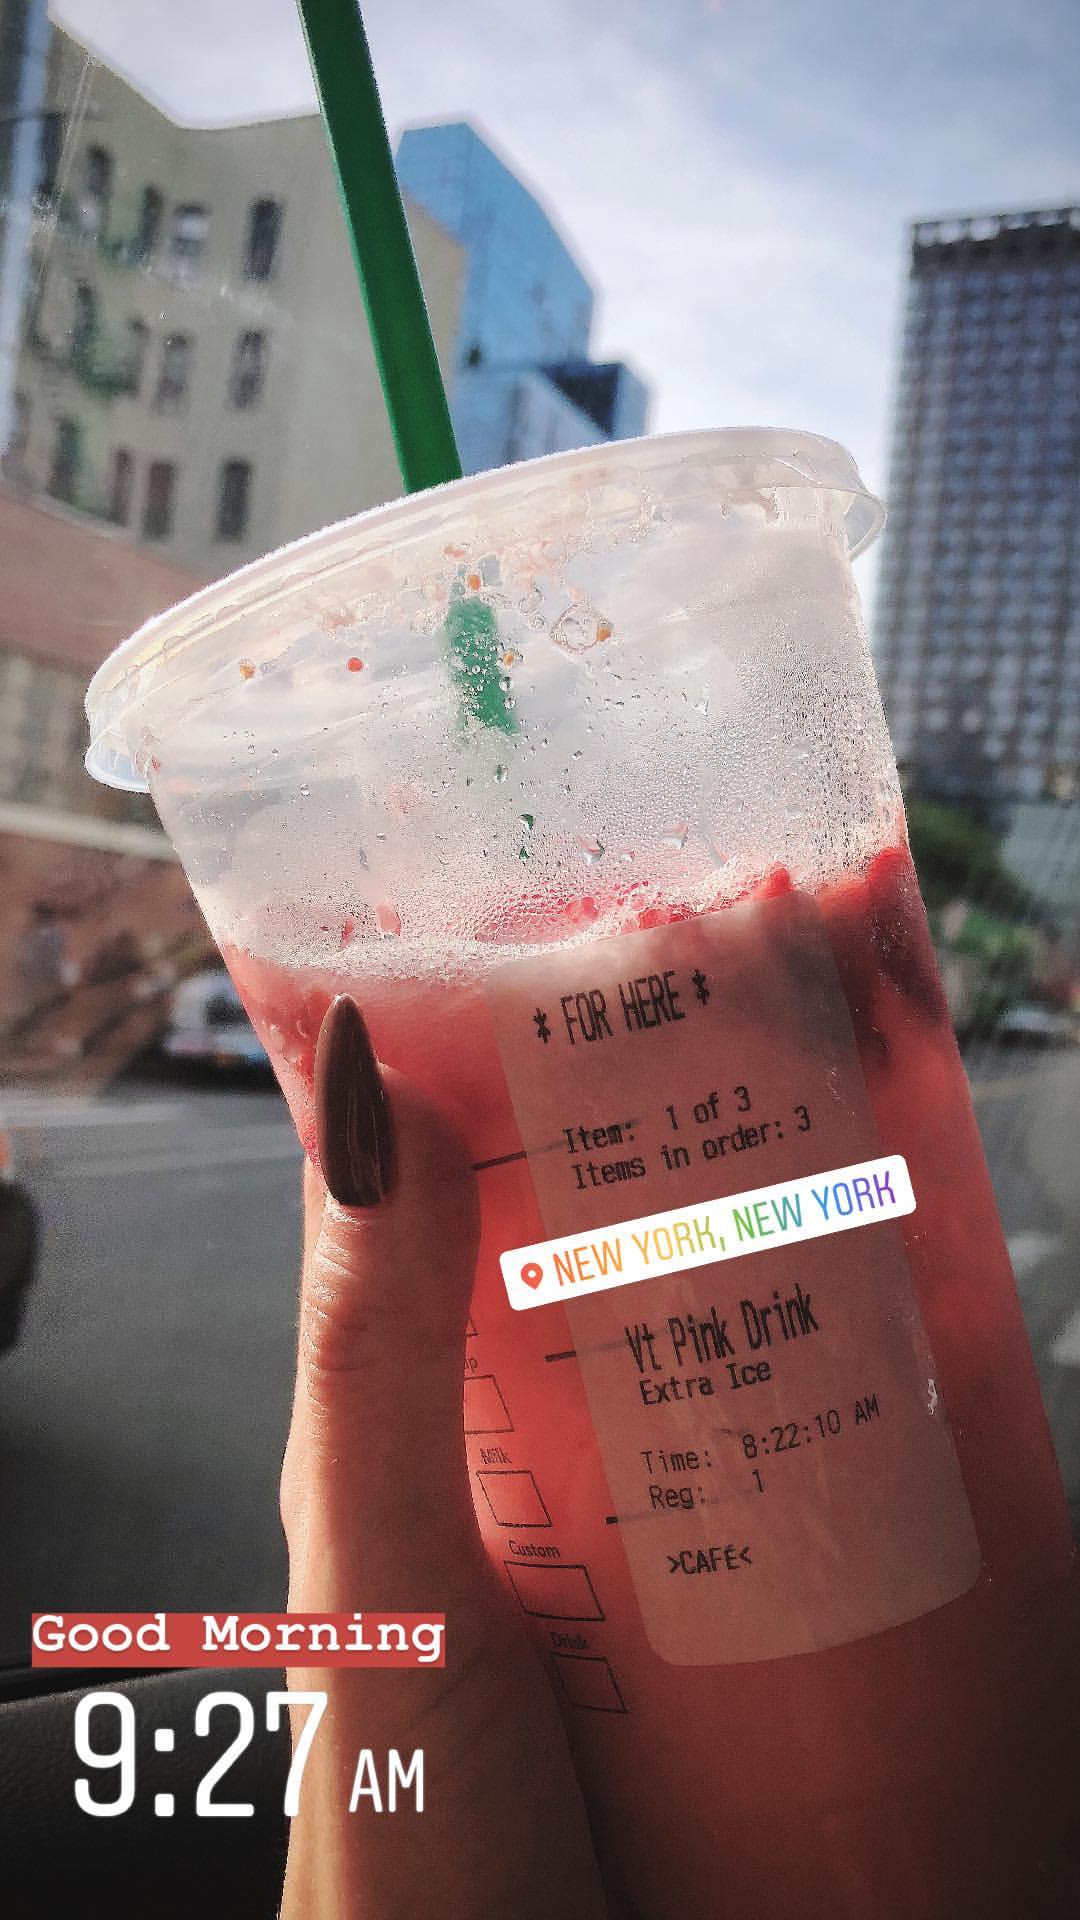 * FOR HERE *
Item: 1 of 3
Items in order: 3
NEW YORK, NEW YORK
Vt Pink Drink
Extra Ice
Time: 8:22:10 AM
Reg: 1
>CAFÉ<
Milk
Custom
Drink
Good Morning
9:27 AM